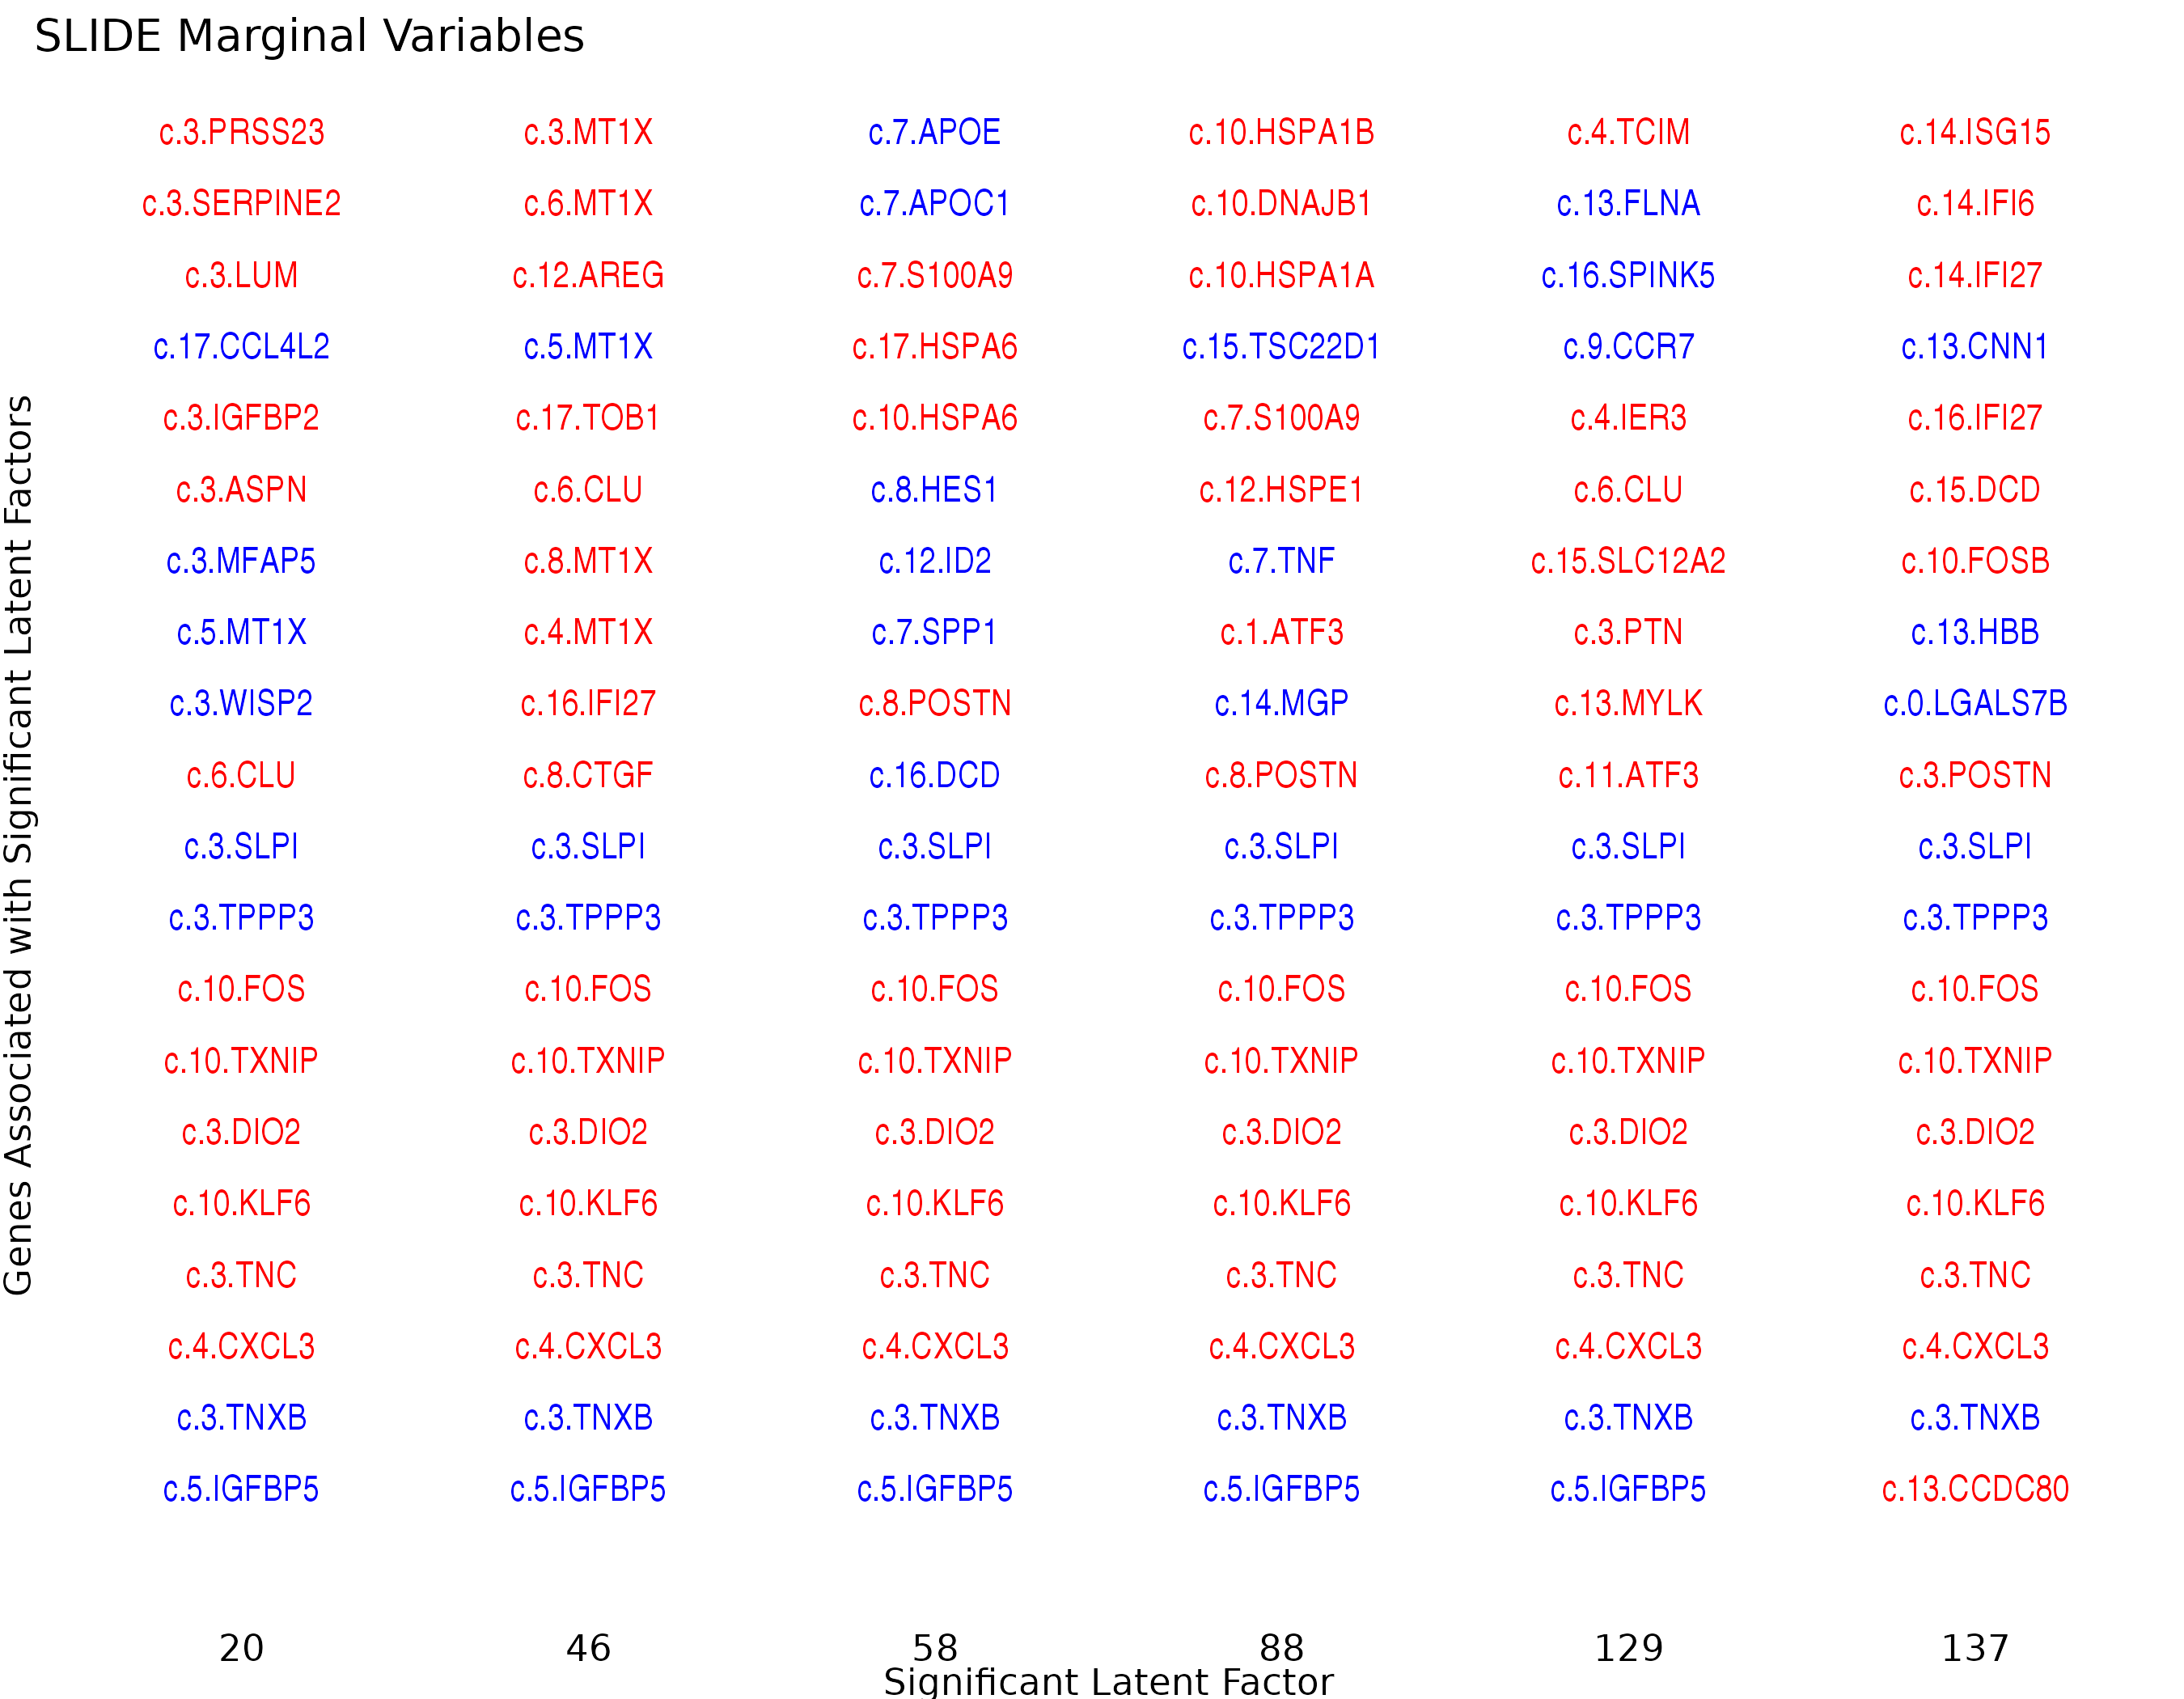 SLIDE Marginal Variables
Genes Associated with Significant Latent Factors
c.3.PRSS23 c.3.MT1X c.7.APOE c.10.HSPA1B c.4.TCIM c.14.ISG15
c.3.SERPINE2 c.6.MT1X c.7.APOC1 c.10.DNAJB1 c.13.FLNA c.14.IFI6
c.3.LUM c.12.AREG c.7.S100A9 c.10.HSPA1A c.16.SPINK5 c.14.IFI27
c.17.CCL4L2 c.5.MT1X c.17.HSPA6 c.15.TSC22D1 c.9.CCR7 c.13.CNN1
c.3.IGFBP2 c.17.TOB1 c.10.HSPA6 c.7.S100A9 c.4.IER3 c.16.IFI27
c.3.ASPN c.6.CLU c.8.HES1 c.12.HSPE1 c.6.CLU c.15.DCD
c.3.MFAP5 c.8.MT1X c.12.ID2 c.7.TNF c.15.SLC12A2 c.10.FOSB
c.5.MT1X c.4.MT1X c.7.SPP1 c.1.ATF3 c.3.PTN c.13.HBB
c.3.WISP2 c.16.IFI27 c.8.POSTN c.14.MGP c.13.MYLK c.0.LGALS7B
c.6.CLU c.8.CTGF c.16.DCD c.8.POSTN c.11.ATF3 c.3.POSTN
c.3.SLPI c.3.SLPI c.3.SLPI c.3.SLPI c.3.SLPI c.3.SLPI
c.3.TPPP3 c.3.TPPP3 c.3.TPPP3 c.3.TPPP3 c.3.TPPP3 c.3.TPPP3
c.10.FOS c.10.FOS c.10.FOS c.10.FOS c.10.FOS c.10.FOS
c.10.TXNIP c.10.TXNIP c.10.TXNIP c.10.TXNIP c.10.TXNIP c.10.TXNIP
c.3.DIO2 c.3.DIO2 c.3.DIO2 c.3.DIO2 c.3.DIO2 c.3.DIO2
c.10.KLF6 c.10.KLF6 c.10.KLF6 c.10.KLF6 c.10.KLF6 c.10.KLF6
c.3.TNC c.3.TNC c.3.TNC c.3.TNC c.3.TNC c.3.TNC
c.4.CXCL3 c.4.CXCL3 c.4.CXCL3 c.4.CXCL3 c.4.CXCL3 c.4.CXCL3
c.3.TNXB c.3.TNXB c.3.TNXB c.3.TNXB c.3.TNXB c.3.TNXB
c.5.IGFBP5 c.5.IGFBP5 c.5.IGFBP5 c.5.IGFBP5 c.5.IGFBP5 c.13.CCDC80
20 46 58 88 129 137
Significant Latent Factor